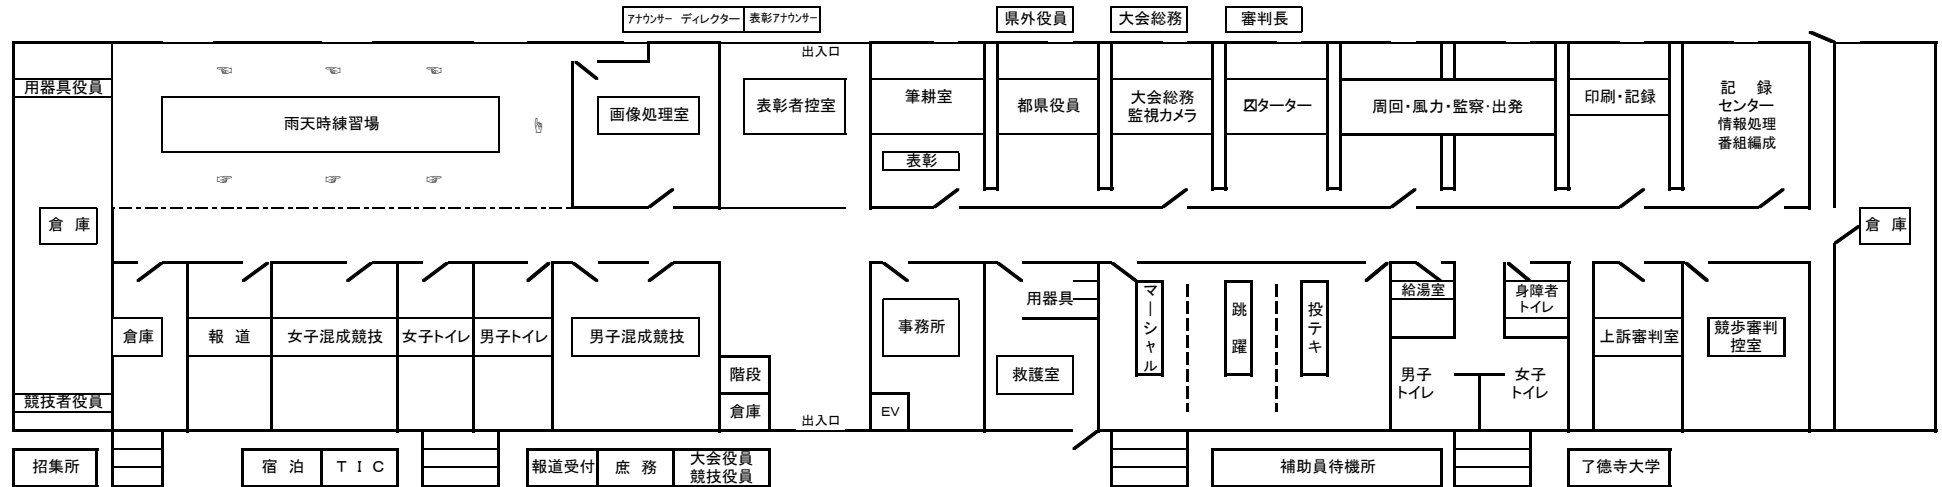 アナウンサー ディレクター
表彰アナウンサー
県外役員
大会総務
審判長
出入口
用器具役員
雨天時練習場
画像処理室
表彰者控室
筆耕室
表彰
都県役員
大会総務
監視カメラ
スターター
周回・風力・監察・出発
印刷・記録
記 録
センター
情報処理
番組編成
倉 庫
倉 庫
倉庫
報 道
女子混成競技
女子トイレ
男子トイレ
男子混成競技
階段
倉庫
出入口
事務所
EV
用器具
救護室
マーシャル
跳躍
投テキ
給湯室
男子
トイレ
身障者
トイレ
女子
トイレ
上訴審判室
競歩審判
控室
競技者役員
招集所
宿 泊
T I C
報道受付
庶 務
大会役員
競技役員
補助員待機所
了徳寺大学